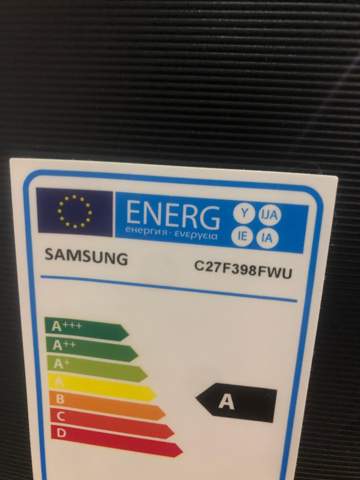 ENERG Y IJA
енергия · ενεργεια IE IA
SAMSUNG C27F398FWU
A+++
A++
A+
A
B
C
D
A